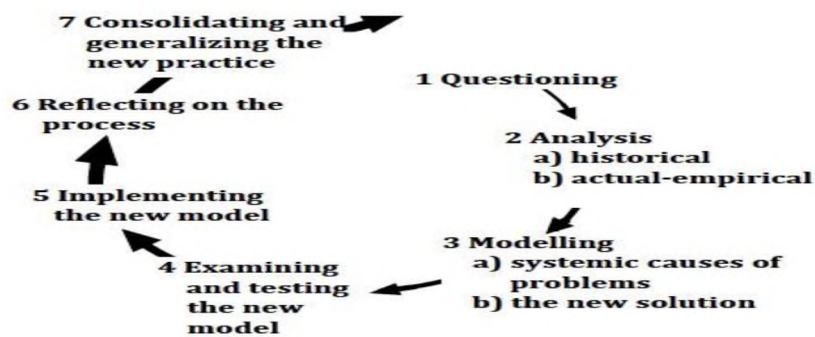 7 Consolidating and
generalizing the
new practice
1 Questioning
6 Reflecting on the
process
2 Analysis
a) historical
b) actual-empirical
5 Implementing
the new model
3 Modelling
a) systemic causes of
problems
b) the new solution
4 Examining
and testing
the new
model